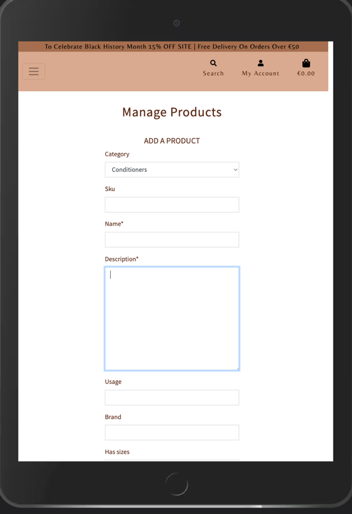 To Celebrate Black History Month 15% OFF SITE | Free Delivery On Orders Over €50
Search
My Account
€0.00
Manage Products
ADD A PRODUCT
Category
Conditioners
Sku
Name*
Description*
Usage
Brand
Has sizes